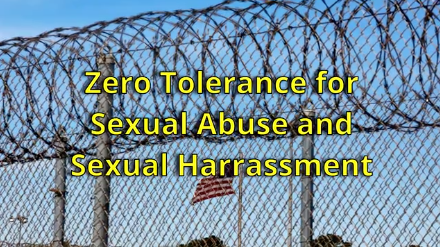 Zero Tolerance for
Sexual Abuse and
Sexual Harrassment